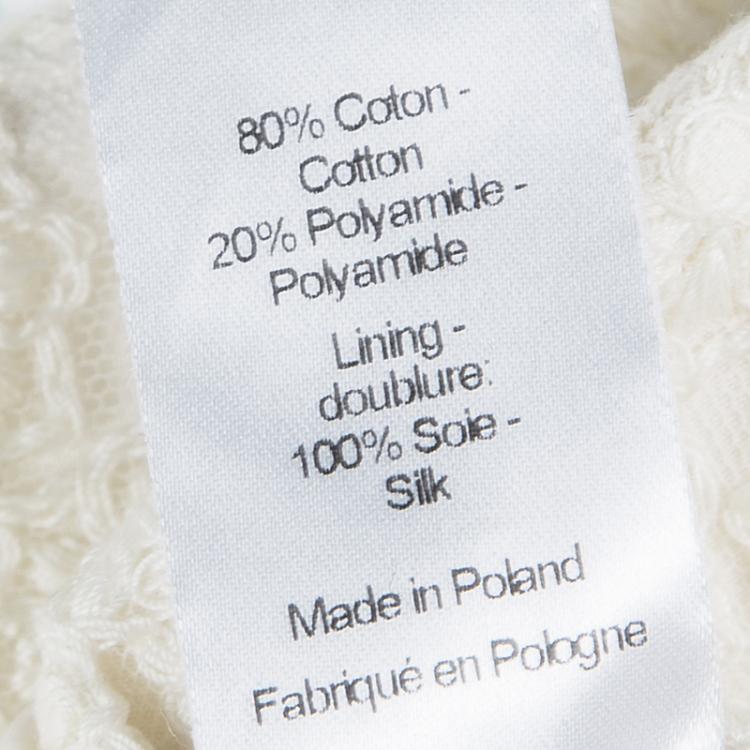 80% Coton -
Cotton
20% Polyamide -
Polyamide
Lining -
doublure:
100% Soie -
Silk
Made in Poland
Fabriqué en Pologne